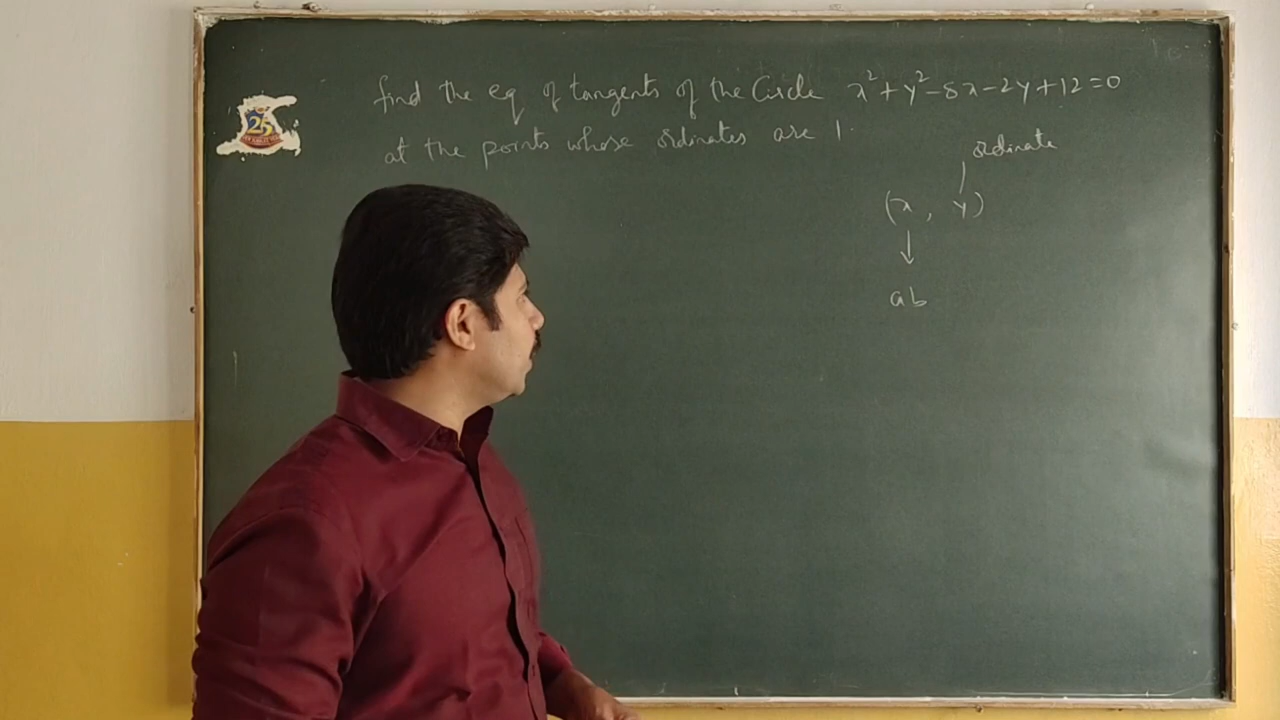 find the eq of tangents of the Circle x²+y²-8x-2y+12=0
at the points whose ordinates are 1.
ordinate
(x, y)
ab
25